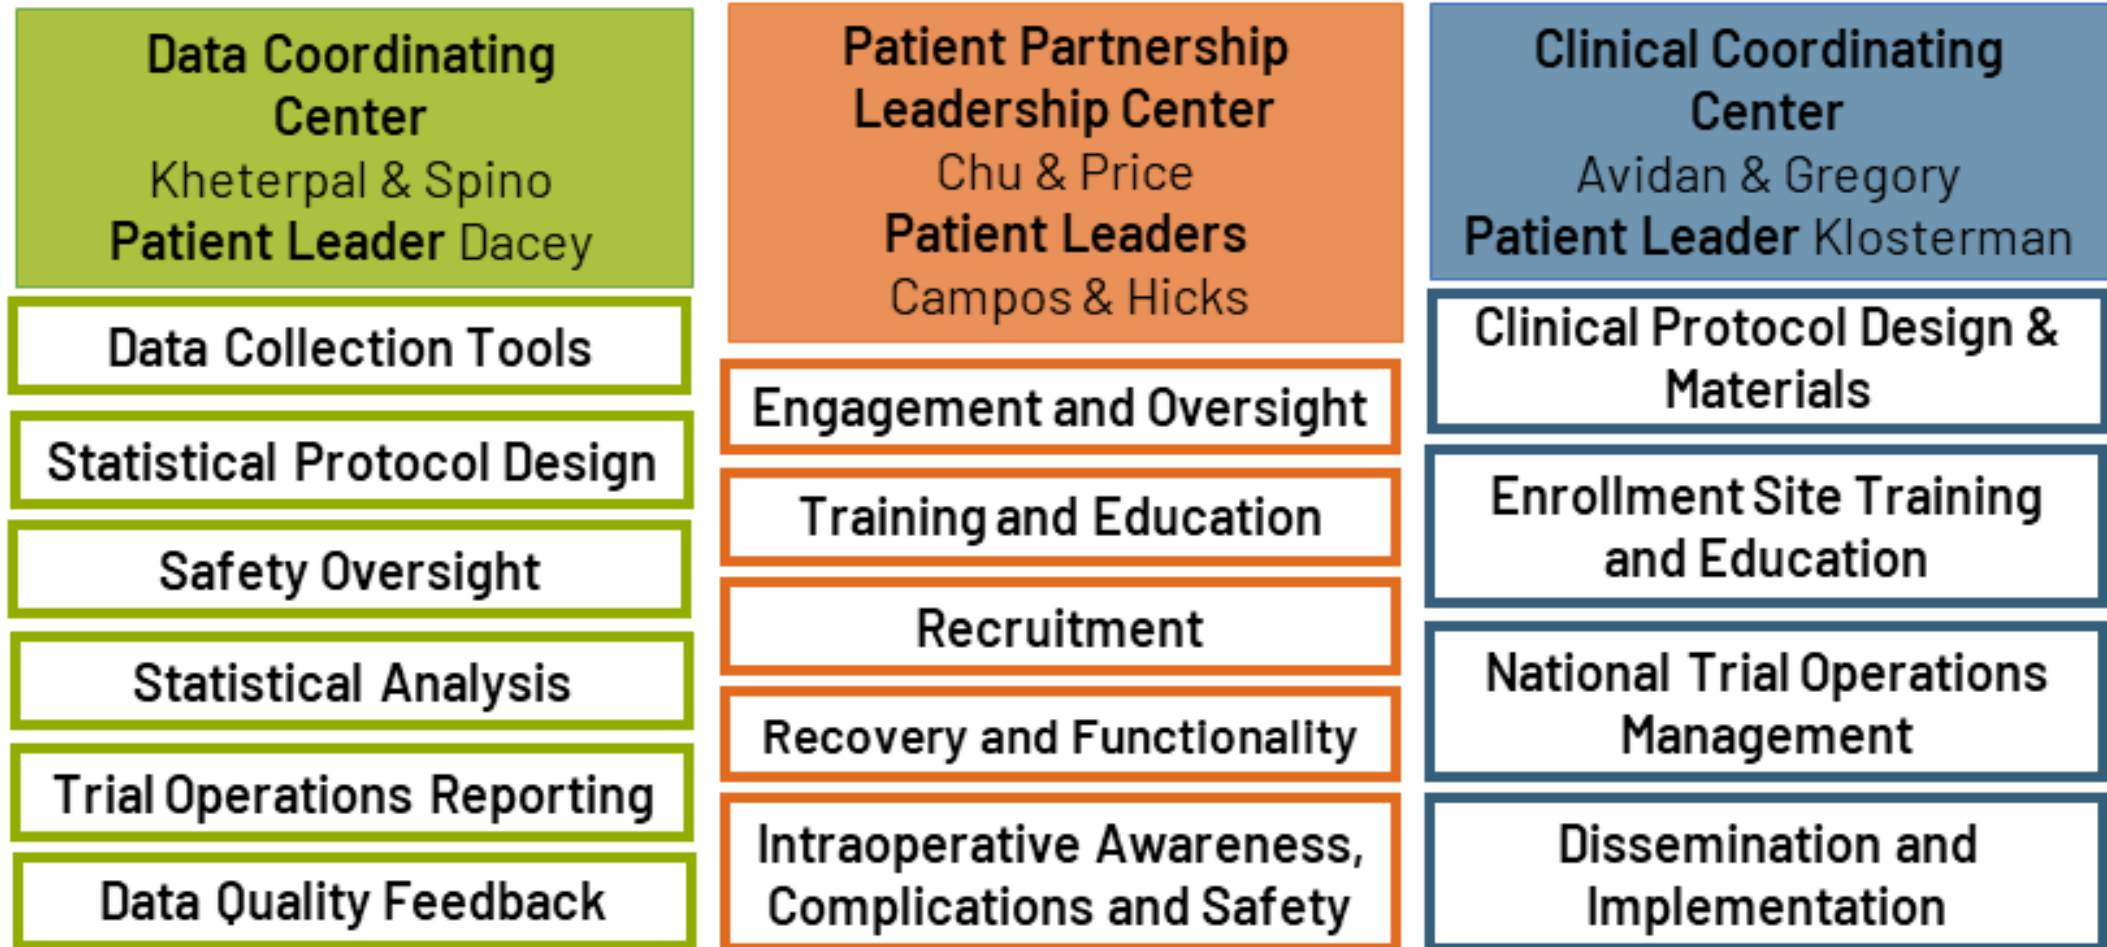 Data Coordinating
Center
Kheterpal & Spino
Patient Leader Dacey
Data Collection Tools
Statistical Protocol Design
Safety Oversight
Statistical Analysis
Trial Operations Reporting
Data Quality Feedback
Patient Partnership
Leadership Center
Chu & Price
Patient Leaders
Campos & Hicks
Engagement and Oversight
Training and Education
Recruitment
Recovery and Functionality
Intraoperative Awareness,
Complications and Safety
Clinical Coordinating
Center
Avidan & Gregory
Patient Leader Klosterman
Clinical Protocol Design &
Materials
Enrollment Site Training
and Education
National Trial Operations
Management
Dissemination and
Implementation